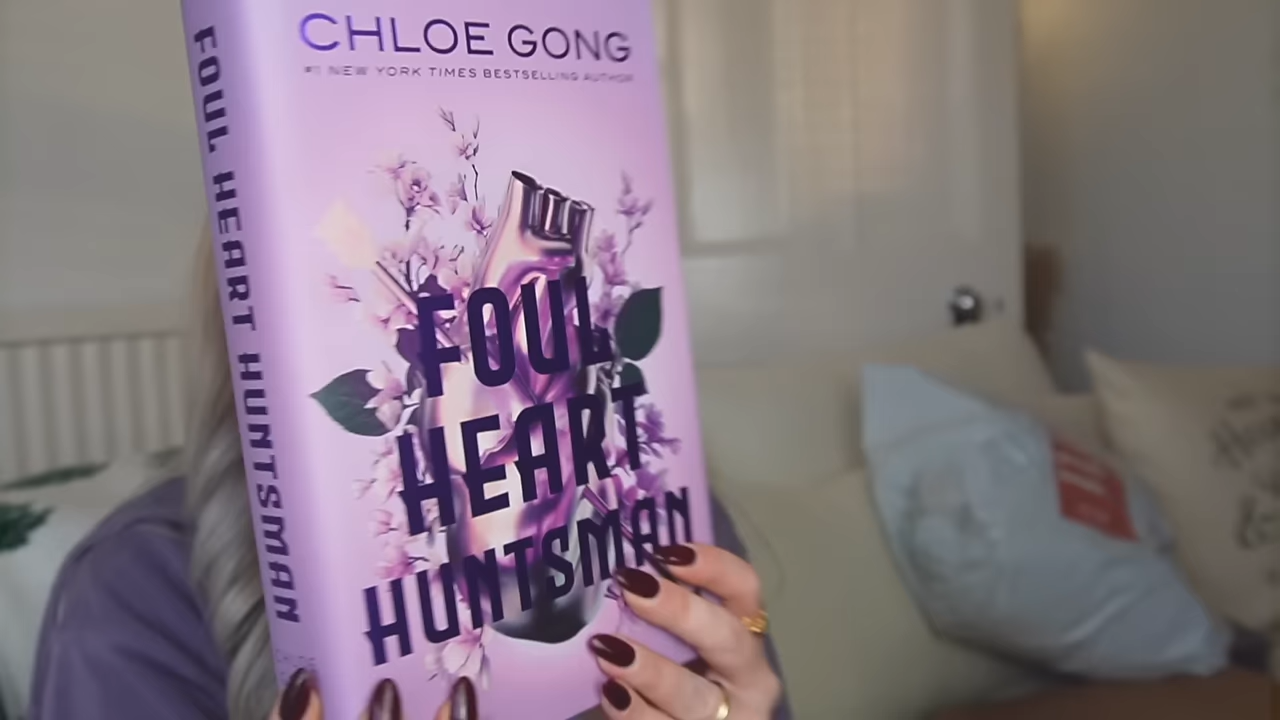 CHLOE GONG
#1 NEW YORK TIMES BESTSELLING AUTHOR
FOUL
HEART
HUNTSMAN
FOUL HEART HUNTSMAN